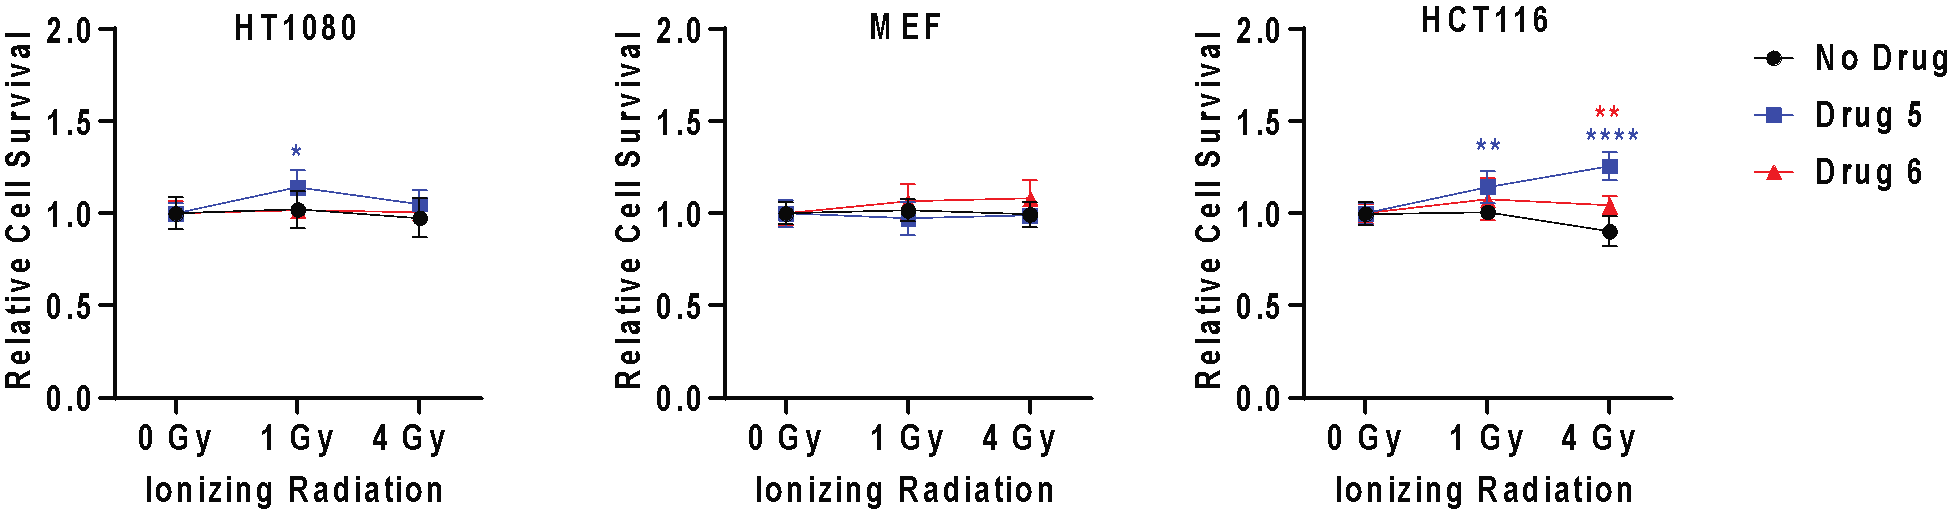 HT1080
Relative Cell Survival
2.0
1.5
1.0
0.5
0.0
*
0 Gy 1 Gy 4 Gy
Ionizing Radiation
MEF
Relative Cell Survival
2.0
1.5
1.0
0.5
0.0
0 Gy 1 Gy 4 Gy
Ionizing Radiation
HCT116
Relative Cell Survival
2.0
1.5
1.0
0.5
0.0
**
**
****
0 Gy 1 Gy 4 Gy
Ionizing Radiation
No Drug
Drug 5
Drug 6